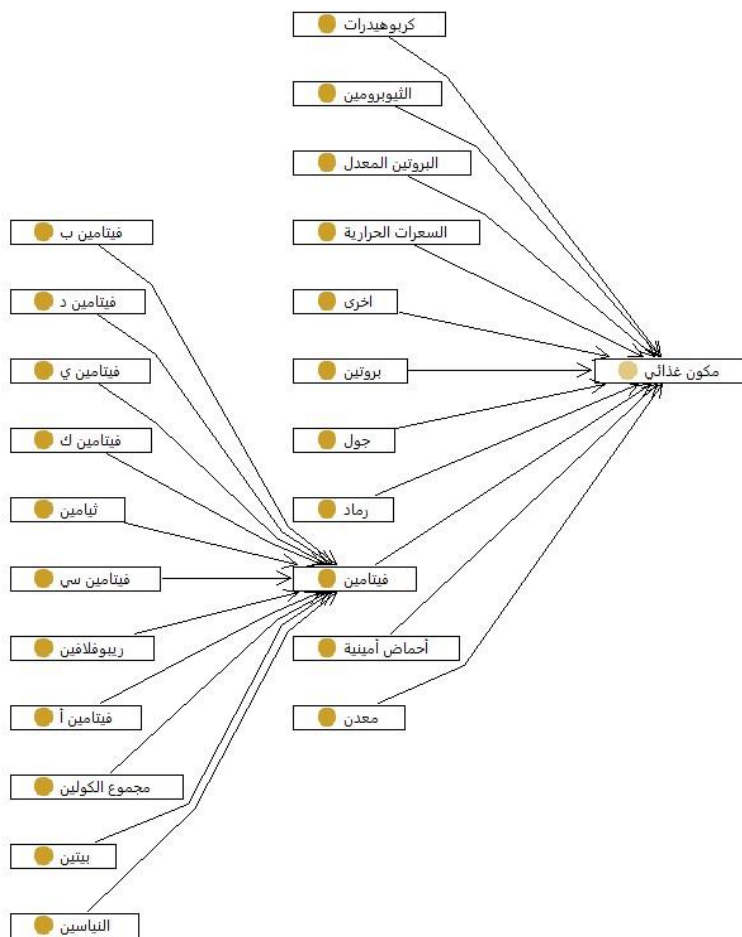 كربوهيدرات
الثيوبرومين
البروتين المعدل
السعرات الحرارية
اخرى
بروتين
جول
رماد
فيتامين
أحماض أمينية
معدن
مكون غذائي
فيتامين ب
فيتامين د
فيتامين ي
فيتامين ك
ثيامين
فيتامين سي
ريبوفلافين
فيتامين أ
مجموع الكولين
بيتين
النياسين